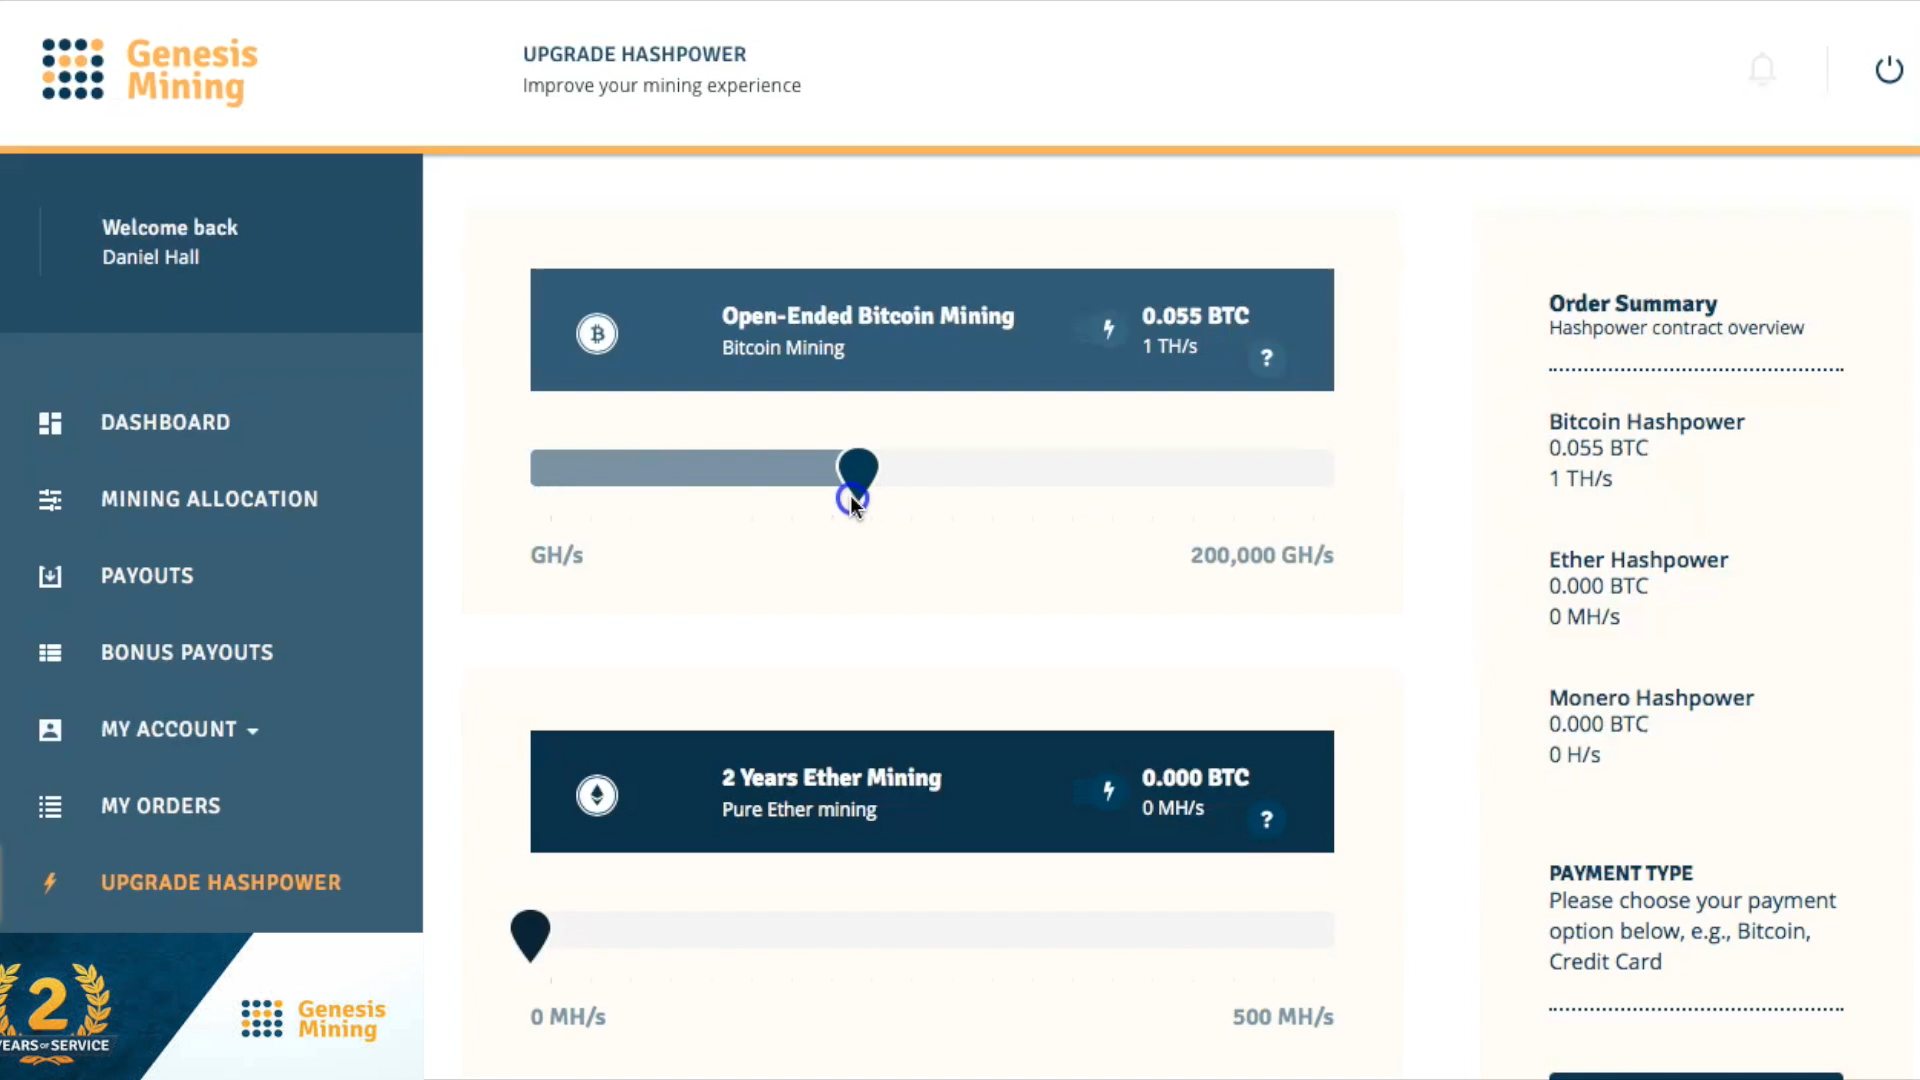 Genesis
Mining
UPGRADE HASHPOWER
Improve your mining experience
Welcome back
Daniel Hall
DASHBOARD
MINING ALLOCATION
PAYOUTS
BONUS PAYOUTS
MY ACCOUNT
MY ORDERS
UPGRADE HASHPOWER
2
YEARS OF SERVICE
Genesis
Mining
Open-Ended Bitcoin Mining
Bitcoin Mining
0.055 BTC
1 TH/s
?
GH/s
200,000 GH/s
2 Years Ether Mining
Pure Ether mining
0.000 BTC
0 MH/s
?
0 MH/s
500 MH/s
Order Summary
Hashpower contract overview
Bitcoin Hashpower
0.055 BTC
1 TH/s
Ether Hashpower
0.000 BTC
0 MH/s
Monero Hashpower
0.000 BTC
0 H/s
PAYMENT TYPE
Please choose your payment
option below, e.g., Bitcoin,
Credit Card